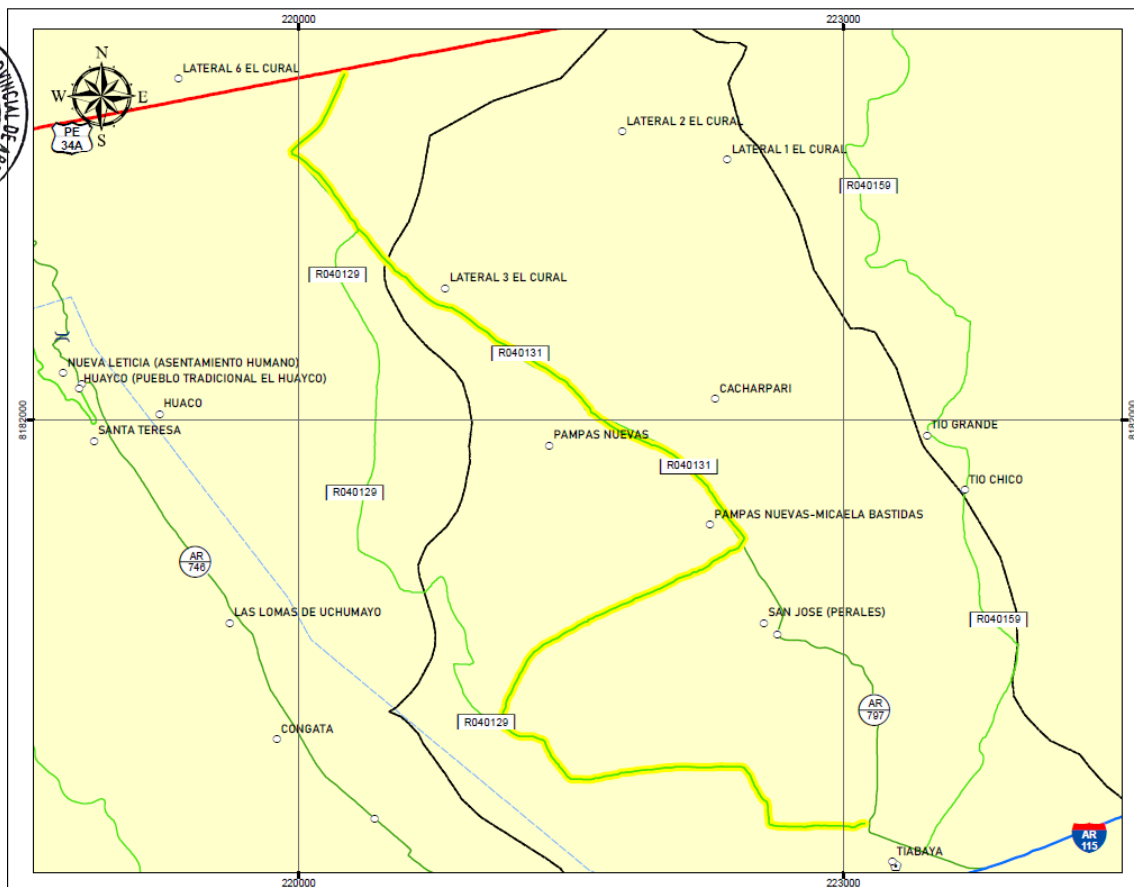 220000
223000
N
W
E
S
PE
34A
LATERAL 6 EL CURAL
LATERAL 2 EL CURAL
LATERAL 1 EL CURAL
R040159
R040129
LATERAL 3 EL CURAL
R040131
NUEVA LETICIA (ASENTAMIENTO HUMANO)
HUAYCO (PUEBLO TRADICIONAL EL HUAYCO)
HUACO
SANTA TERESA
CACHARPARI
8182000
8182000
TIO GRANDE
PAMPAS NUEVAS
R040131
R040129
TIO CHICO
PAMPAS NUEVAS-MICAELA BASTIDAS
AR
746
LAS LOMAS DE UCHUMAYO
SAN JOSE (PERALES)
R040159
AR
797
R040129
CONGATA
AR
115
TIABAYA
220000
223000